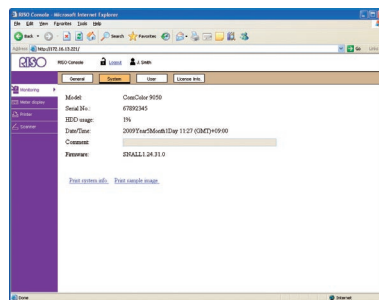 RISO Console - Microsoft Internet Explorer
File Edit View Favorites Tools Help
Back Search Favorites
Address http://172.16.13.221/ Go
RISO RISO Console Logout J. Smith
General System User License Info.
Monitoring
Meter display
Printer
Scanner
Model: ComColor 9050
Serial No.: 67892345
HDD usage: 1%
Date/Time: 2009Year5Month1Day 11:27 (GMT)+09:00
Comment:
Firmware: SNALL1.24.31.0
Print system info. Print sample image.
Done Internet